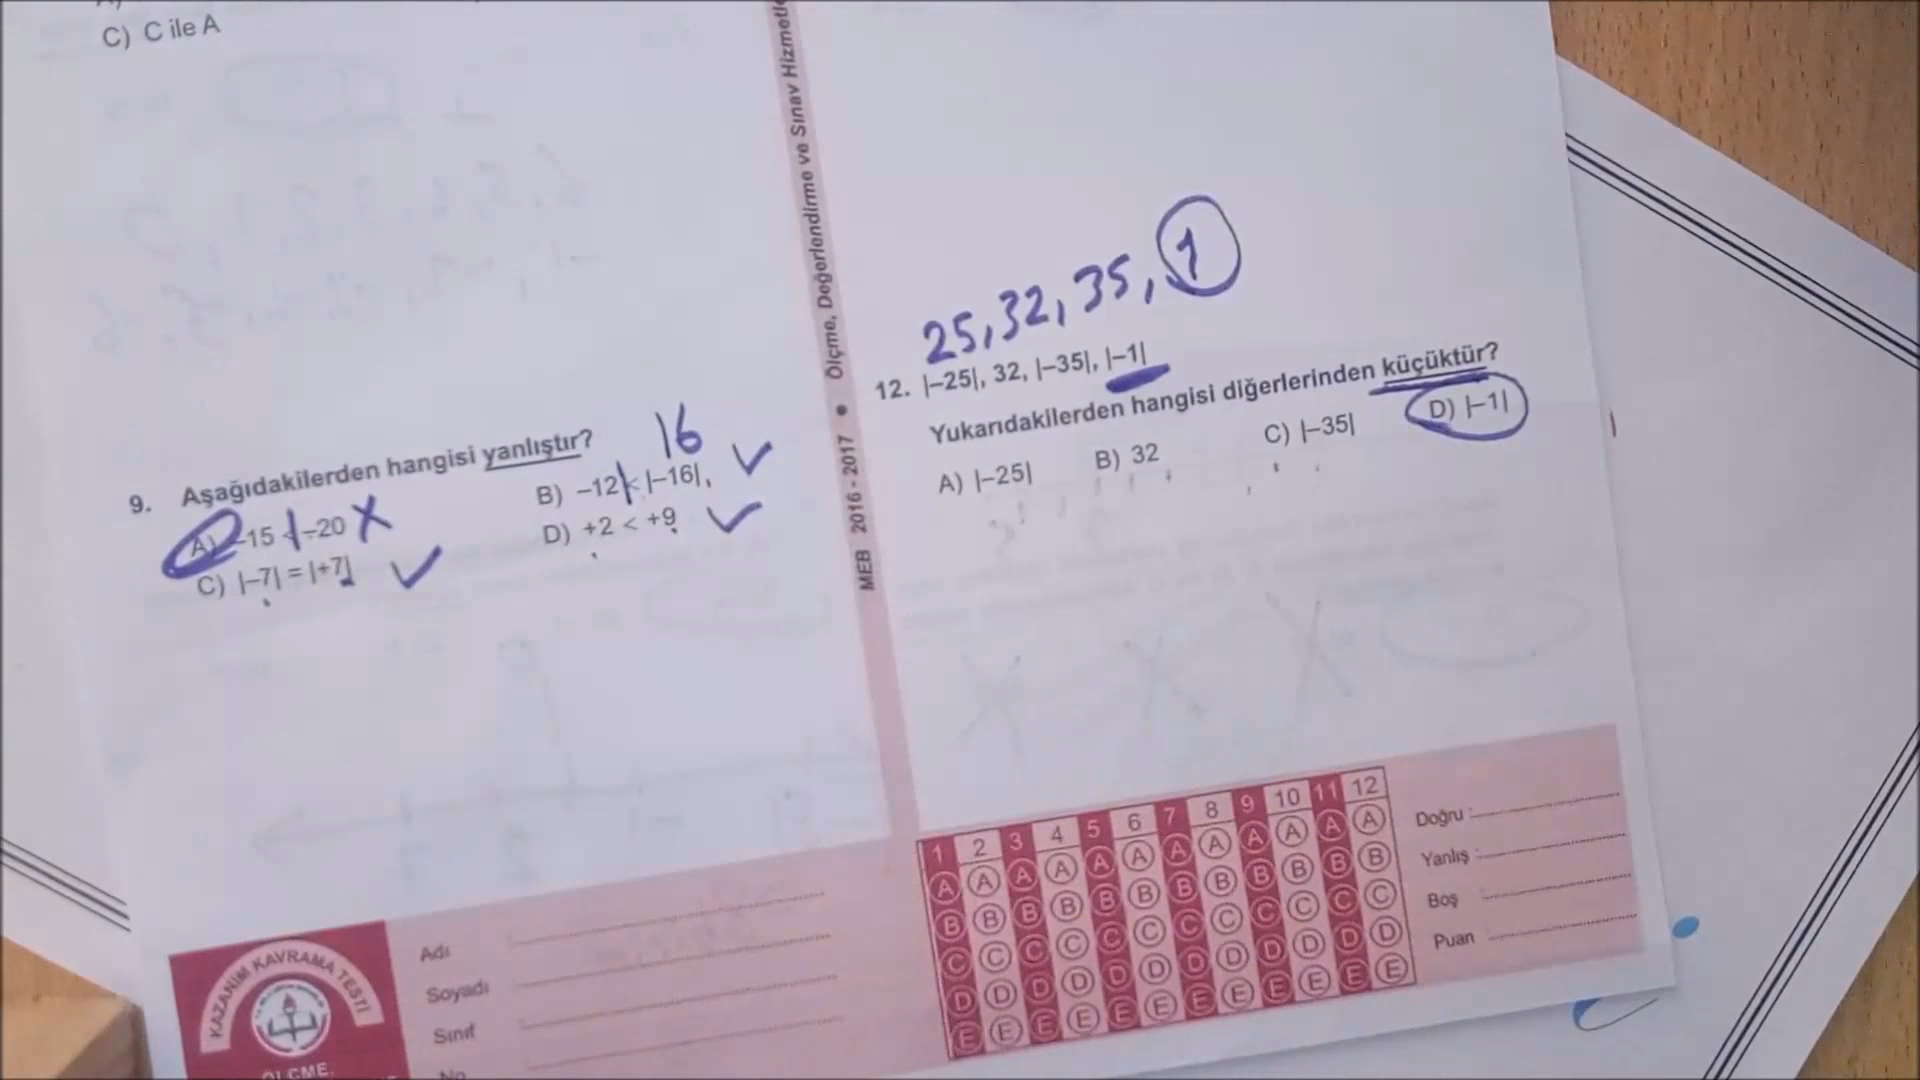 C) C ile A
Ölçme, Değerlendirme ve Sınav
MEB 2016 - 2017 ●
16
9. Aşağıdakilerden hangisi yanlıştır?
A) -15 < -20 X
B) -12 < |-16|, ✓
C) |-7| = |+7| ✓
D) +2 < +9 ✓
25, 32, 35, 1
12. |-25|, 32, |-35|, |-1|
Yukarıdakilerden hangisi diğerlerinden küçüktür?
A) |-25| B) 32 C) |-35| D) |-1|
KAZANIM KAVRAMA TESTİ
ÖLÇME,
Adı
Soyadı
Sınıf
No
1 2 3 4 5 6 7 8 9 10 11 12
A A A A A A A A A A A A
B B B B B B B B B B B B
C C C C C C C C C C C C
D D D D D D D D D D D D
E E E E E E E E E E E E
Doğru :
Yanlış :
Boş :
Puan :